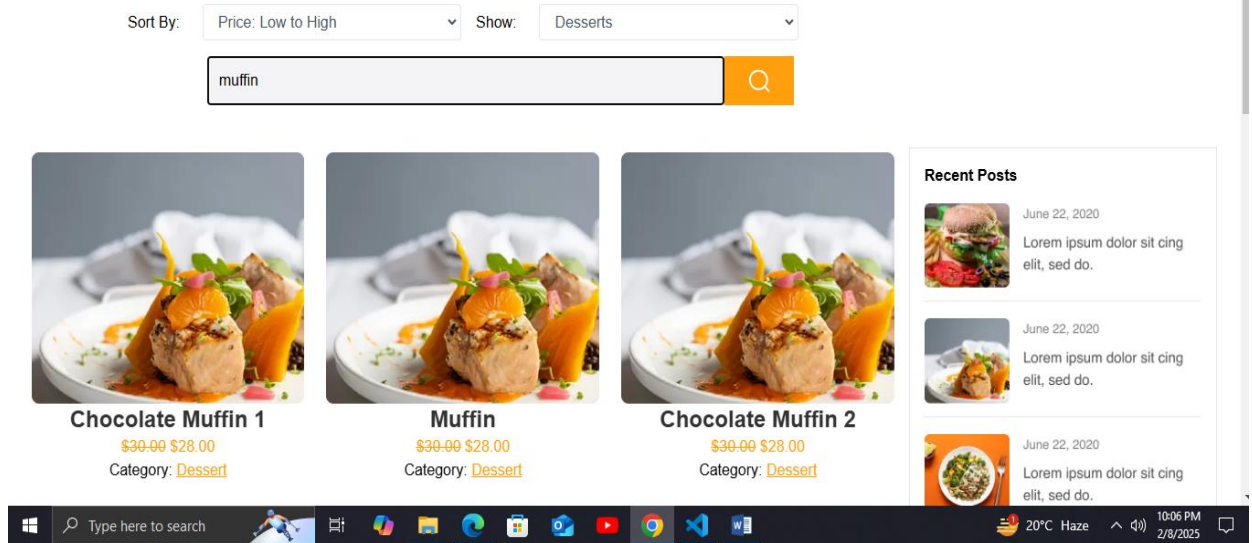 Sort By: Price: Low to High Show: Desserts
muffin
Chocolate Muffin 1
$30.00 $28.00
Category: Dessert
Muffin
$30.00 $28.00
Category: Dessert
Chocolate Muffin 2
$30.00 $28.00
Category: Dessert
Recent Posts
June 22, 2020
Lorem ipsum dolor sit cing
elit, sed do.
June 22, 2020
Lorem ipsum dolor sit cing
elit, sed do.
June 22, 2020
Lorem ipsum dolor sit cing
elit, sed do.
Type here to search
20°C Haze
10:06 PM
2/8/2025